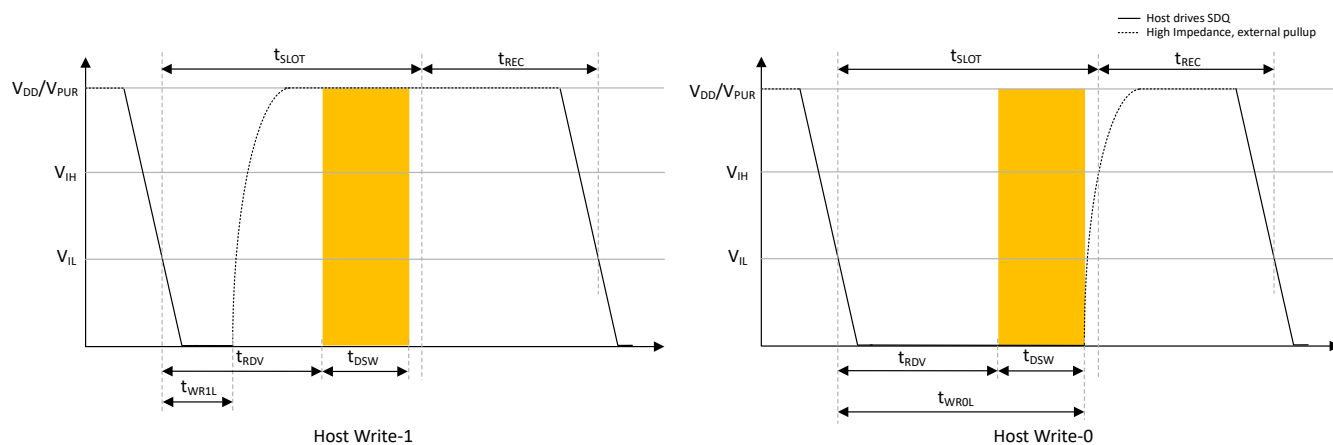 Host drives SDQ
High Impedance, external pullup
tSLOT
tREC
VDD/VPUR
VIH
VIL
tRDV
tDSW
tWR1L
Host Write-1
tSLOT
tREC
VDD/VPUR
VIH
VIL
tRDV
tDSW
tWR0L
Host Write-0